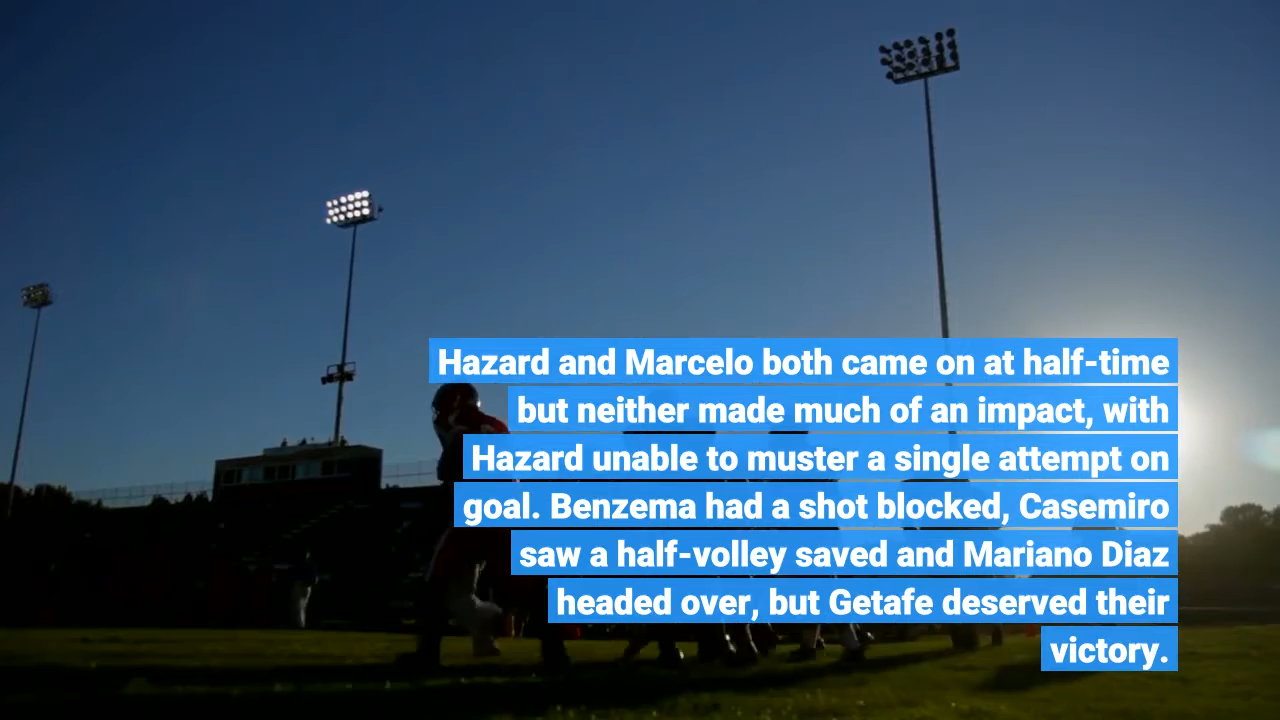 Hazard and Marcelo both came on at half-time
but neither made much of an impact, with
Hazard unable to muster a single attempt on
goal. Benzema had a shot blocked, Casemiro
saw a half-volley saved and Mariano Diaz
headed over, but Getafe deserved their
victory.